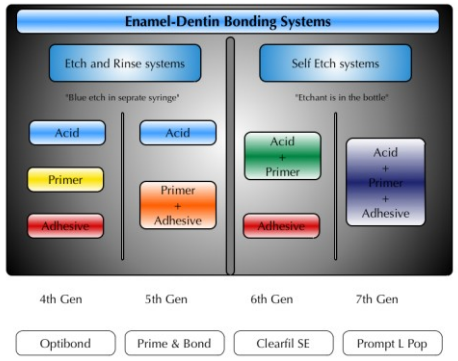 Enamel-Dentin Bonding Systems
Etch and Rinse systems
Self Etch systems
"Blue etch in seprate syringe"
"Etchant is in the bottle"
Acid
Primer
Adhesive
Acid
Primer
+
Adhesive
Acid
+
Primer
Adhesive
Acid
+
Primer
+
Adhesive
4th Gen
5th Gen
6th Gen
7th Gen
Optibond
Prime & Bond
Clearfil SE
Prompt L Pop